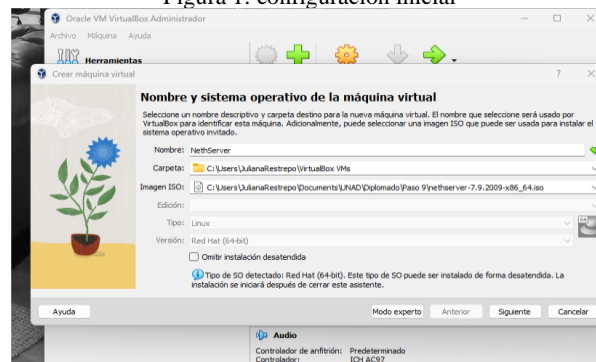 Figura 1: configuración inicial
Oracle VM VirtualBox Administrador
Archivo Máquina Ayuda
Herramientas
Crear máquina virtual
Nombre y sistema operativo de la máquina virtual
Seleccione un nombre descriptivo y carpeta destino para la nueva máquina virtual. El nombre que seleccione será usado por
VirtualBox para identificar esta máquina. Adicionalmente, puede seleccionar una imagen ISO que puede ser usada para instalar el
sistema operativo invitado.
Nombre: NethServer
Carpeta: C:\Users\JulianaRestrepo\VirtualBox VMs
Imagen ISO: C:\Users\JulianaRestrepo\Documents\UNAD\Diplomado\Paso 9\nethserver-7.9.2009-x86_64.iso
Edición:
Tipo: Linux
Versión: Red Hat (64-bit)
64
Omitir instalación desatendida
Tipo de SO detectado: Red Hat (64-bit). Este tipo de SO puede ser instalado de forma desatendida. La
instalación se iniciará después de cerrar este asistente.
Ayuda Modo experto Anterior Siguiente Cancelar
Audio
Controlador de anfitrión: Predeterminado
Controlador: ICH AC97